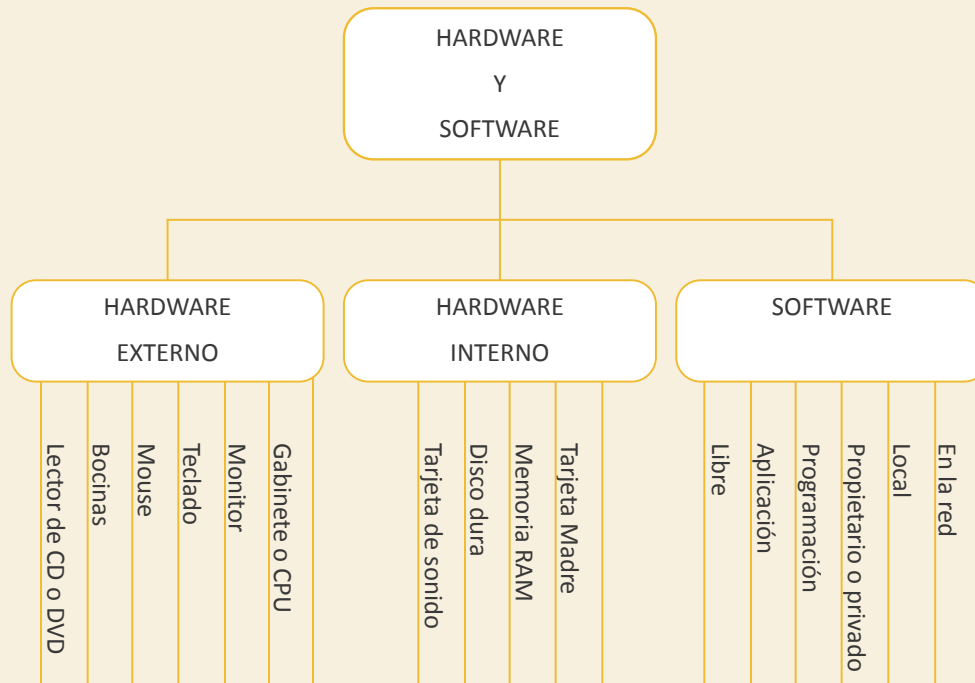 HARDWARE
Y
SOFTWARE
HARDWARE
EXTERNO
HARDWARE
INTERNO
SOFTWARE
Lector de CD o DVD
Bocinas
Mouse
Teclado
Monitor
Gabinete o CPU
Tarjeta de sonido
Disco dura
Memoria RAM
Tarjeta Madre
Libre
Aplicación
Programación
Propietario o privado
Local
En la red